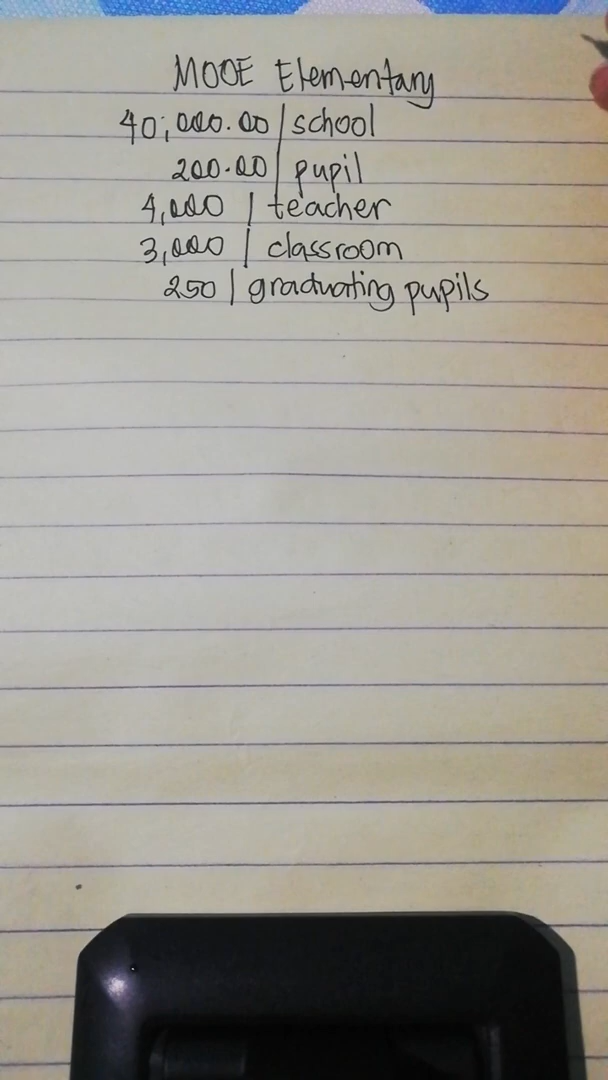 MOOE Elementary
40,000.00 | school
200.00 | pupil
4,000 | teacher
3,000 | classroom
250 | graduating pupils